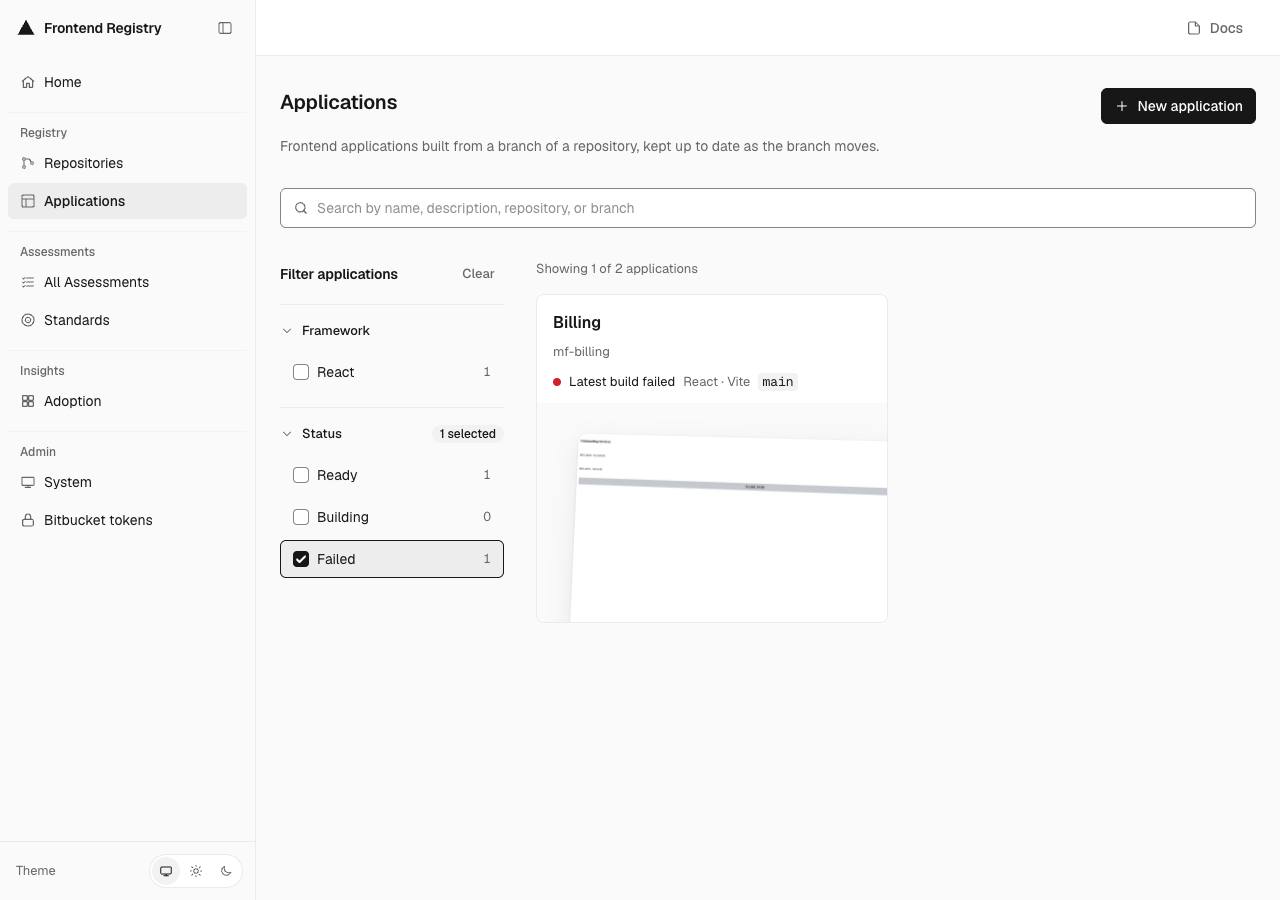 Frontend Registry
Docs
Home
Registry
Repositories
Applications
Assessments
All Assessments
Standards
Insights
Adoption
Admin
System
Bitbucket tokens
Theme
Applications
New application
Frontend applications built from a branch of a repository, kept up to date as the branch moves.
Search by name, description, repository, or branch
Filter applications
Clear
Framework
React 1
Status 1 selected
Ready 1
Building 0
Failed 1
Showing 1 of 2 applications
Billing
mf-billing
Latest build failed React · Vite main